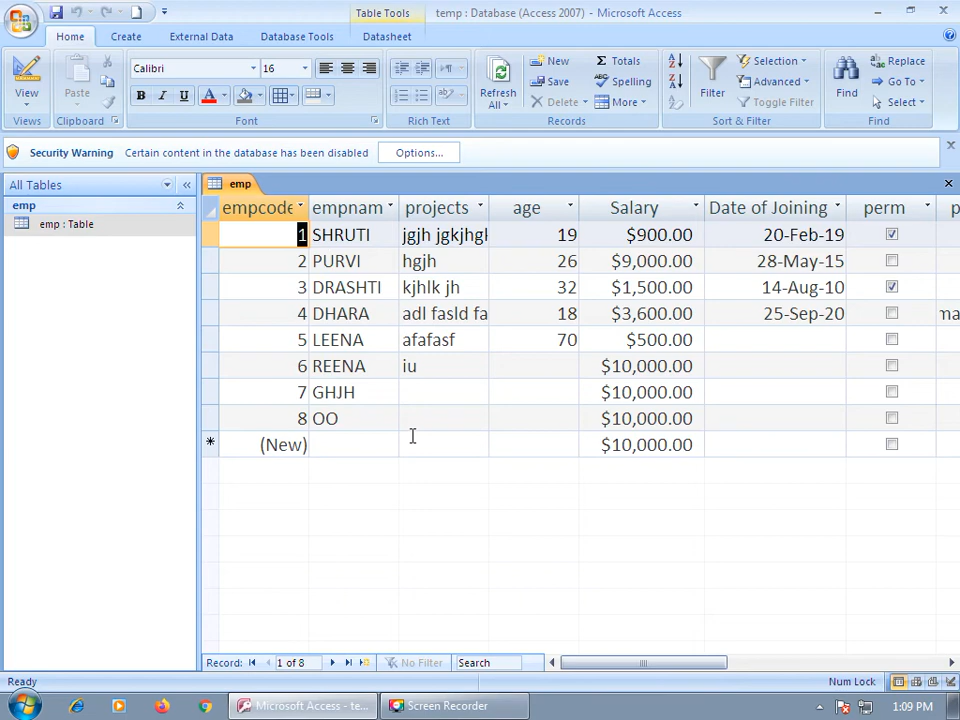 Table Tools
temp : Database (Access 2007) - Microsoft Access
Home Create External Data Database Tools Datasheet
View
Views
Paste
Clipboard
Calibri 16
B I U A
Font
Rich Text
Refresh All
New
Save
Delete
Totals
Spelling
More
Records
Filter
Selection
Advanced
Toggle Filter
Sort & Filter
Find
Replace
Go To
Select
Find
Security Warning Certain content in the database has been disabled Options...
All Tables
emp
emp : Table
emp
empcode empnam projects age Salary Date of Joining perm p
1 SHRUTI jgjh jgkjhgk 19 $900.00 20-Feb-19
2 PURVI hgjh 26 $9,000.00 28-May-15
3 DRASHTI kjhlk jh 32 $1,500.00 14-Aug-10
4 DHARA adl fasld fa 18 $3,600.00 25-Sep-20 ma
5 LEENA afafasf 70 $500.00
6 REENA iu $10,000.00
7 GHJH $10,000.00
8 OO $10,000.00
(New) $10,000.00
Record: 1 of 8 No Filter Search
Ready Num Lock
Microsoft Access - te... Screen Recorder 1:09 PM